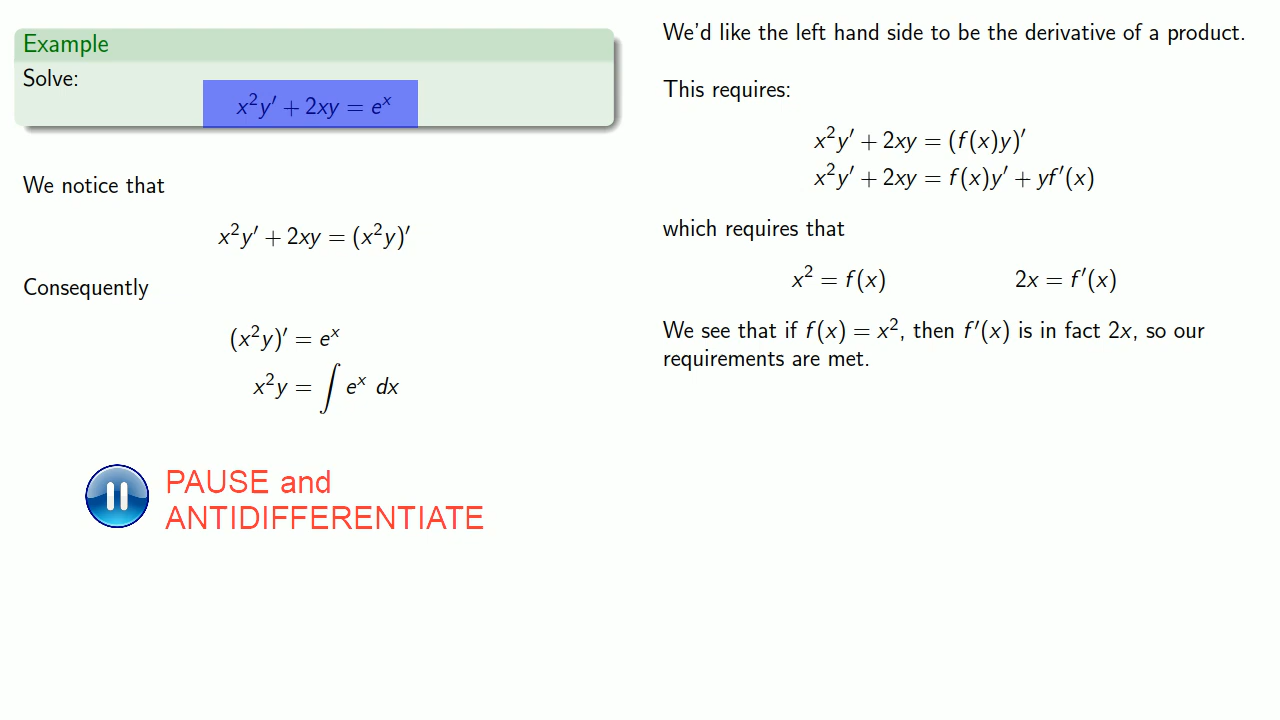 Example
Solve:
x²y′ + 2xy = eˣ
We notice that
x²y′ + 2xy = (x²y)′
Consequently
(x²y)′ = eˣ
x²y = ∫ eˣ dx
PAUSE and
ANTIDIFFERENTIATE
We'd like the left hand side to be the derivative of a product.
This requires:
x²y′ + 2xy = (f(x)y)′
x²y′ + 2xy = f(x)y′ + yf′(x)
which requires that
x² = f(x) 2x = f′(x)
We see that if f(x) = x², then f′(x) is in fact 2x, so our
requirements are met.